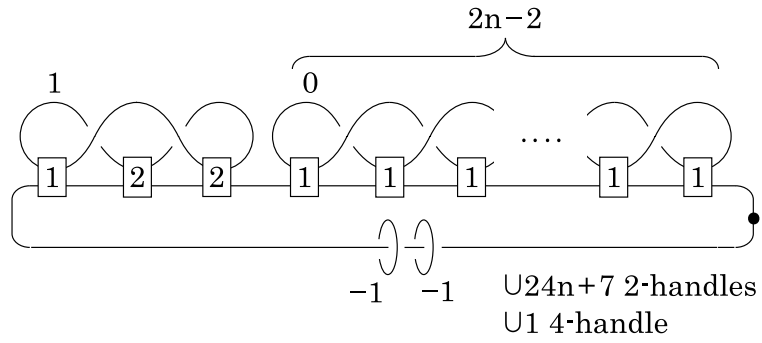 2n−2
1 0
....
1 2 2 1 1 1 1 1
−1 −1
∪24n+7 2-handles
∪1 4-handle